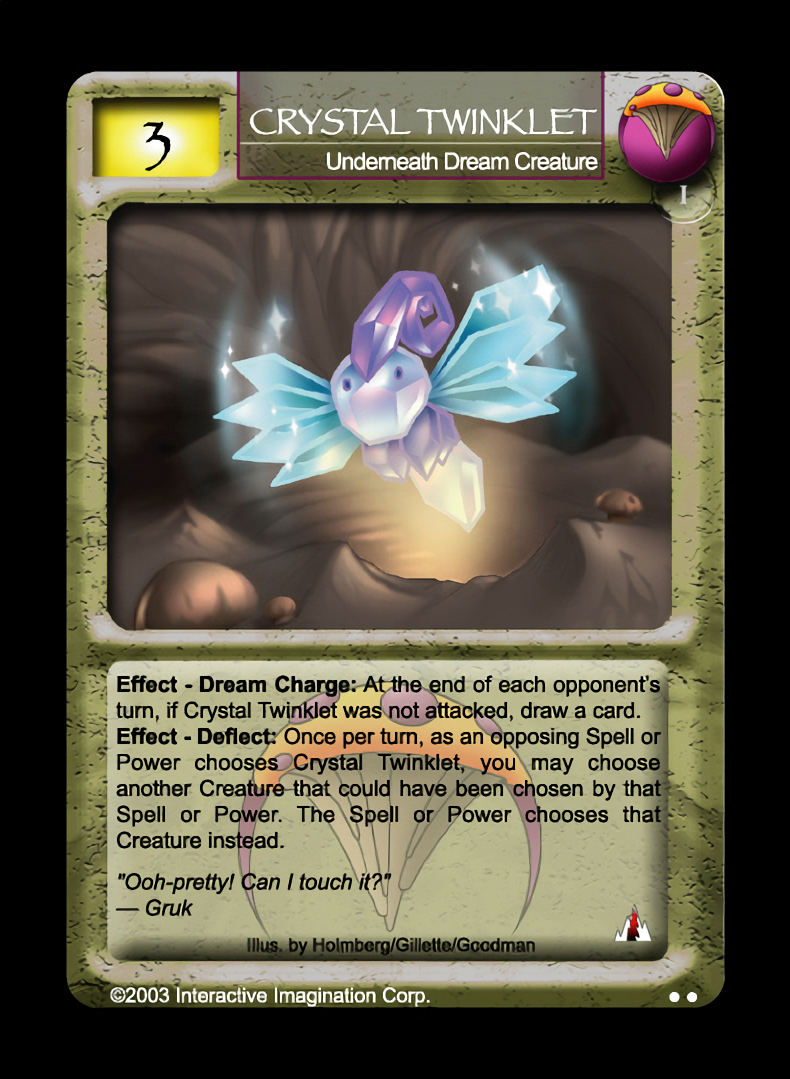 3
CRYSTAL TWINKLET
Underneath Dream Creature
I
Effect - Dream Charge: At the end of each opponent's
turn, if Crystal Twinklet was not attacked, draw a card.
Effect - Deflect: Once per turn, as an opposing Spell or
Power chooses Crystal Twinklet, you may choose
another Creature that could have been chosen by that
Spell or Power. The Spell or Power chooses that
Creature instead.
"Ooh-pretty! Can I touch it?"
— Gruk
Illus. by Holmberg/Gillette/Goodman
©2003 Interactive Imagination Corp.